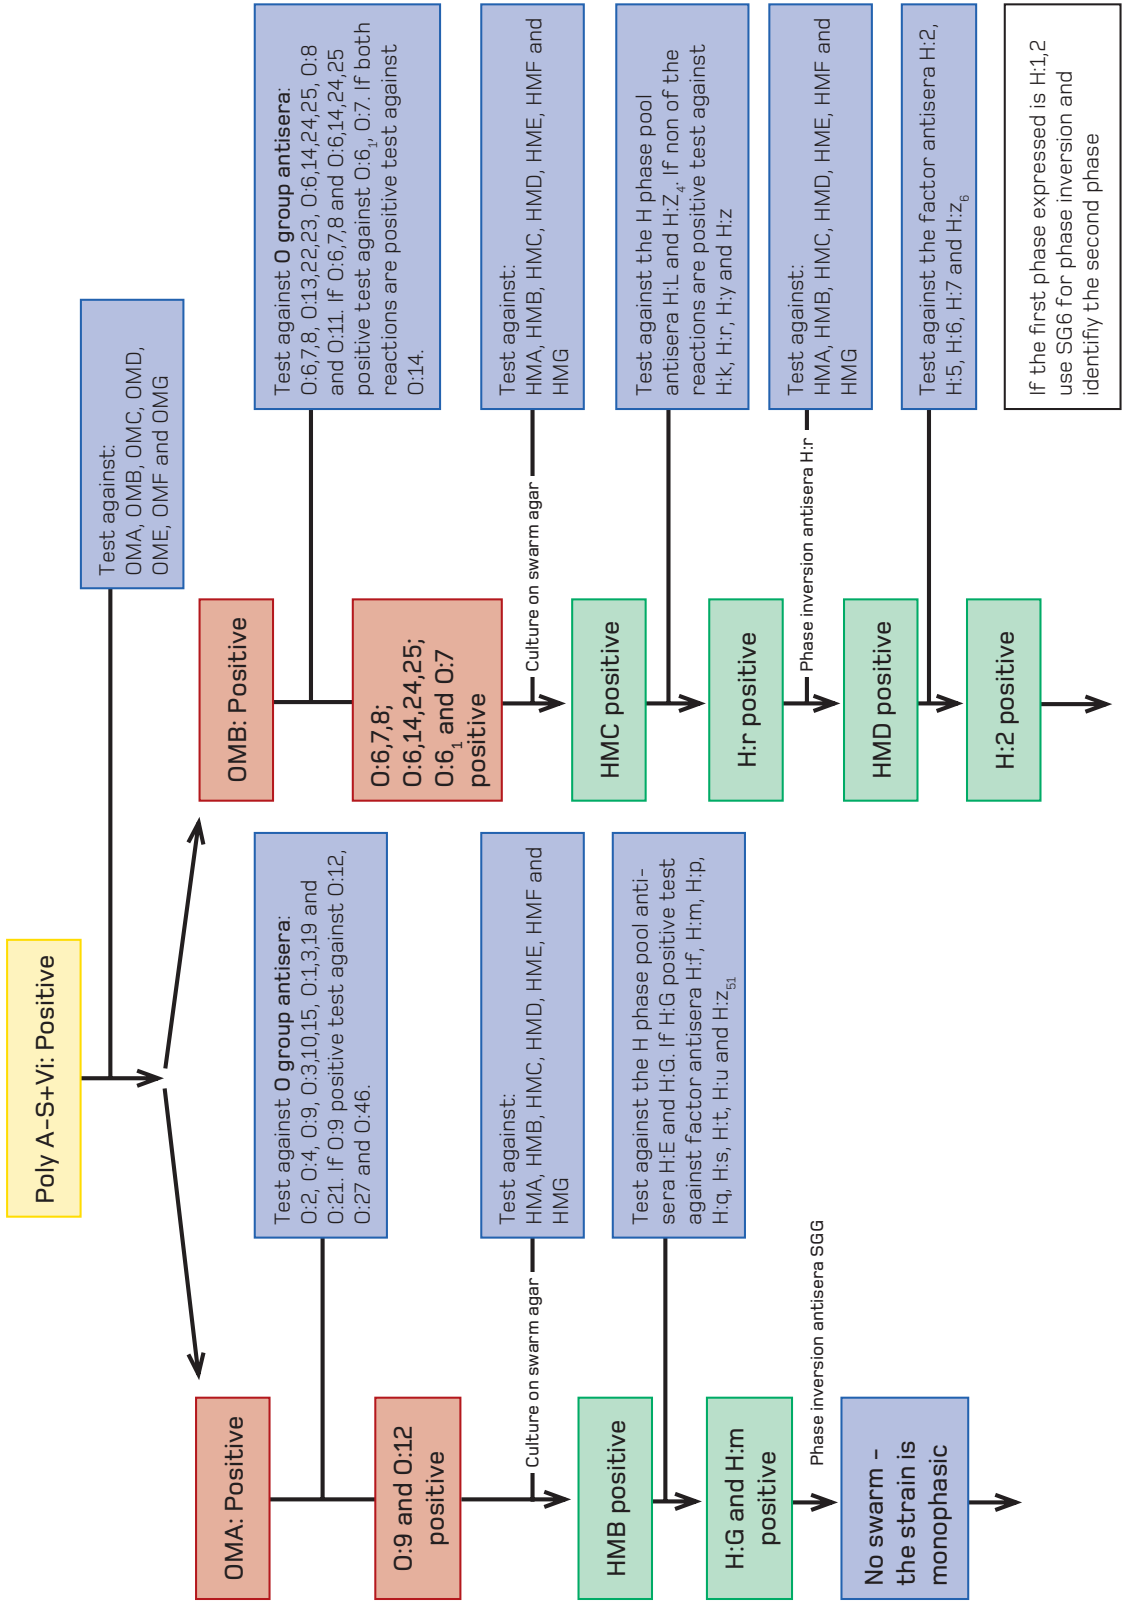 Poly A-S+Vi: Positive
Test against:
OMA, OMB, OMC, OMD,
OME, OMF and OMG
OMA: Positive
Test against O group antisera:
O:2, O:4, O:9, O:3,10,15, O:1,3,19 and
O:21. If O:9 positive test against O:12,
O:27 and O:46.
O:9 and O:12
positive
Culture on swarm agar
Test against:
HMA, HMB, HMC, HMD, HME, HMF and
HMG
HMB positive
Test against the H phase pool anti-
sera H:E and H:G. If H:G positive test
against factor antisera H:f, H:m, H:p,
H:q, H:s, H:t, H:u and H:z₅₁
H:G and H:m
positive
Phase inversion antisera SGG
No swarm -
the strain is
monophasic
OMB: Positive
Test against O group antisera:
O:6,7,8, O:13,22,23, O:6,14,24,25, O:8
and O:11. If O:6,7,8 and O:6,14,24,25
positive test against O:6₁, O:7. If both
reactions are positive test against
O:14.
O:6,7,8;
O:6,14,24,25;
O:6₁ and O:7
positive
Culture on swarm agar
Test against:
HMA, HMB, HMC, HMD, HME, HMF and
HMG
HMC positive
Test against the H phase pool
antisera H:L and H:Z₄. If non of the
reactions are positive test against
H:k, H:r, H:y and H:z
H:r positive
Phase inversion antisera H:r
Test against:
HMA, HMB, HMC, HMD, HME, HMF and
HMG
HMD positive
Test against the factor antisera H:2,
H:5, H:6, H:7 and H:z₆
H:2 positive
If the first phase expressed is H:1,2
use SG6 for phase inversion and
identifiy the second phase